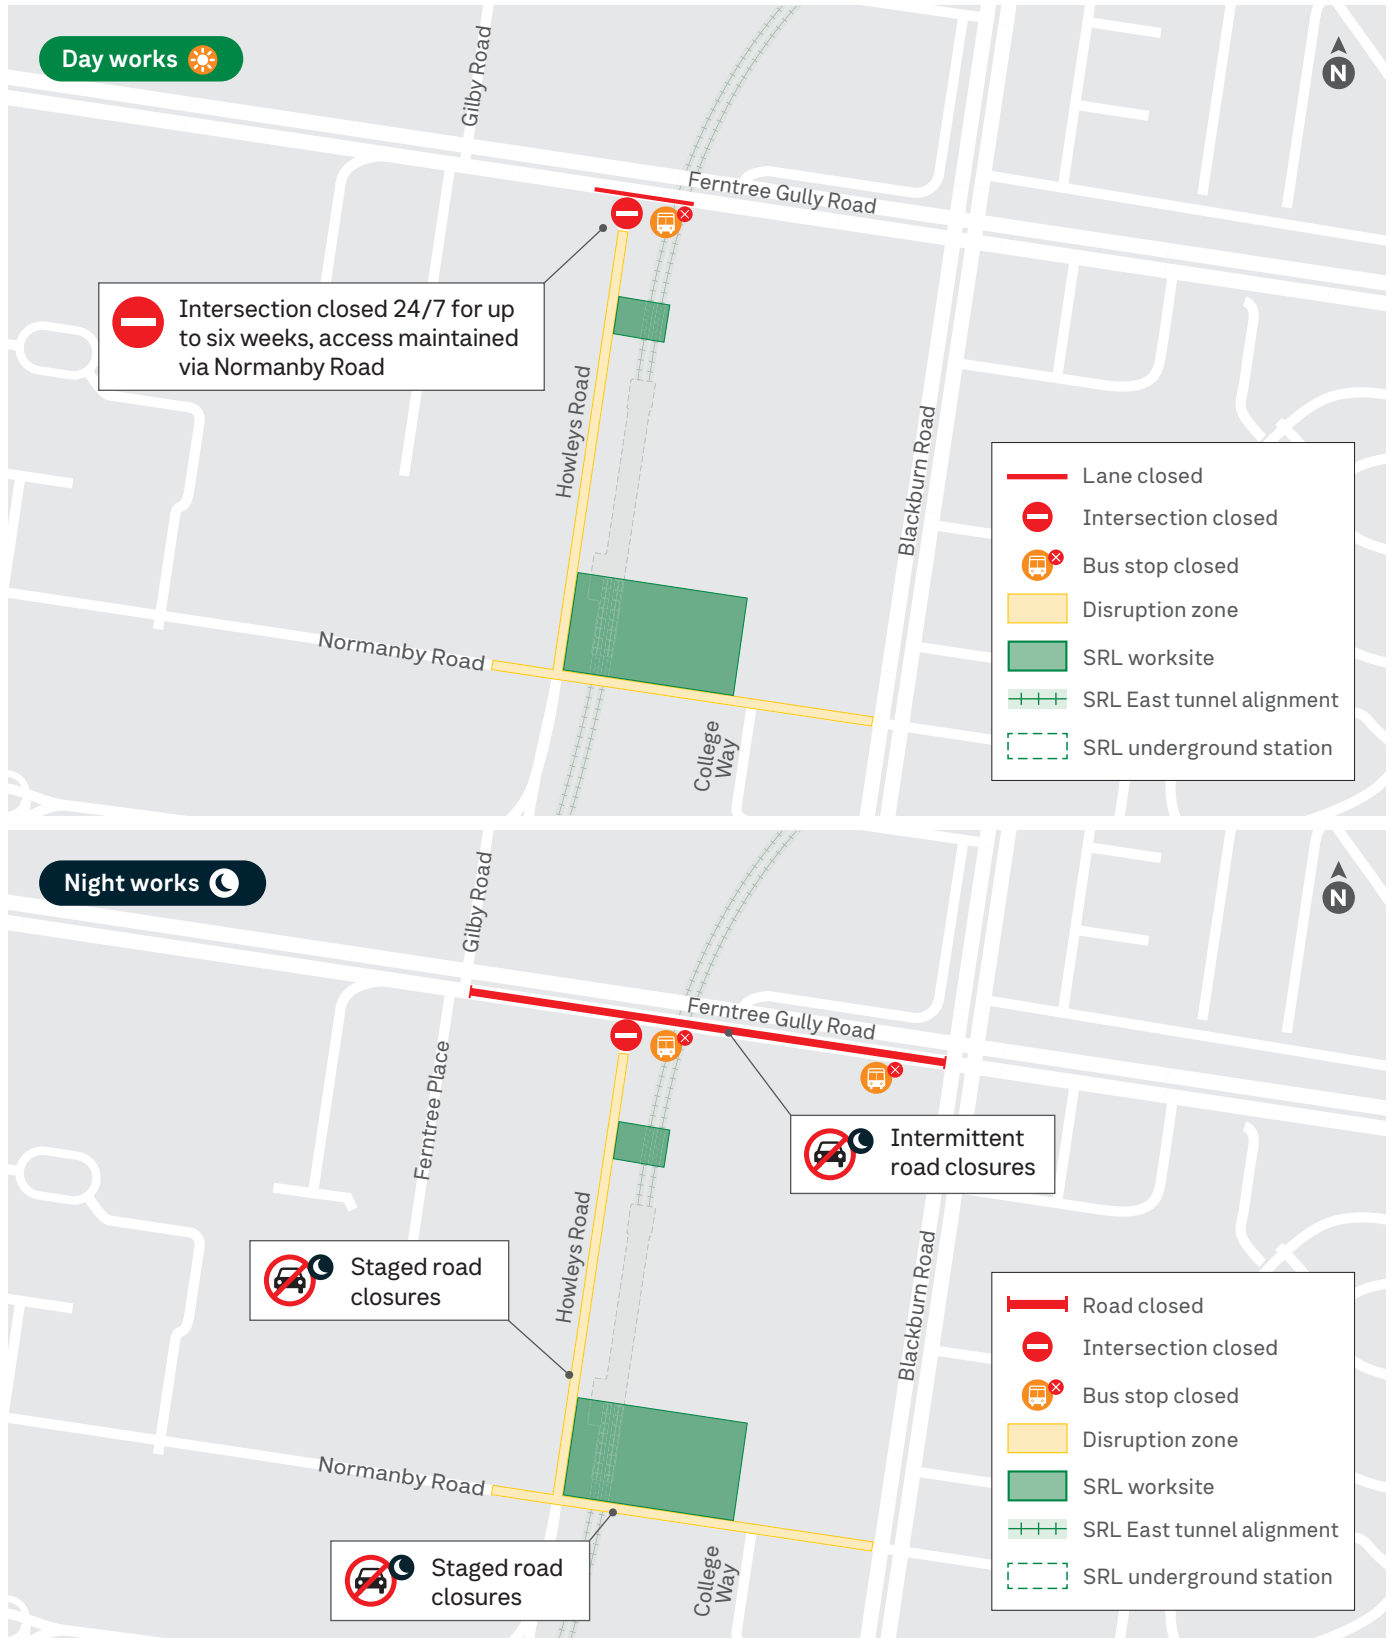 Day works
Gilby Road
N
Ferntree Gully Road
Intersection closed 24/7 for up
to six weeks, access maintained
via Normanby Road
Howleys Road
Blackburn Road
Normanby Road
College
Way
Lane closed
Intersection closed
Bus stop closed
Disruption zone
SRL worksite
SRL East tunnel alignment
SRL underground station
Night works
Gilby Road
N
Ferntree Gully Road
Ferntree Place
Intermittent
road closures
Howleys Road
Staged road
closures
Blackburn Road
Normanby Road
Staged road
closures
College
Way
Road closed
Intersection closed
Bus stop closed
Disruption zone
SRL worksite
SRL East tunnel alignment
SRL underground station